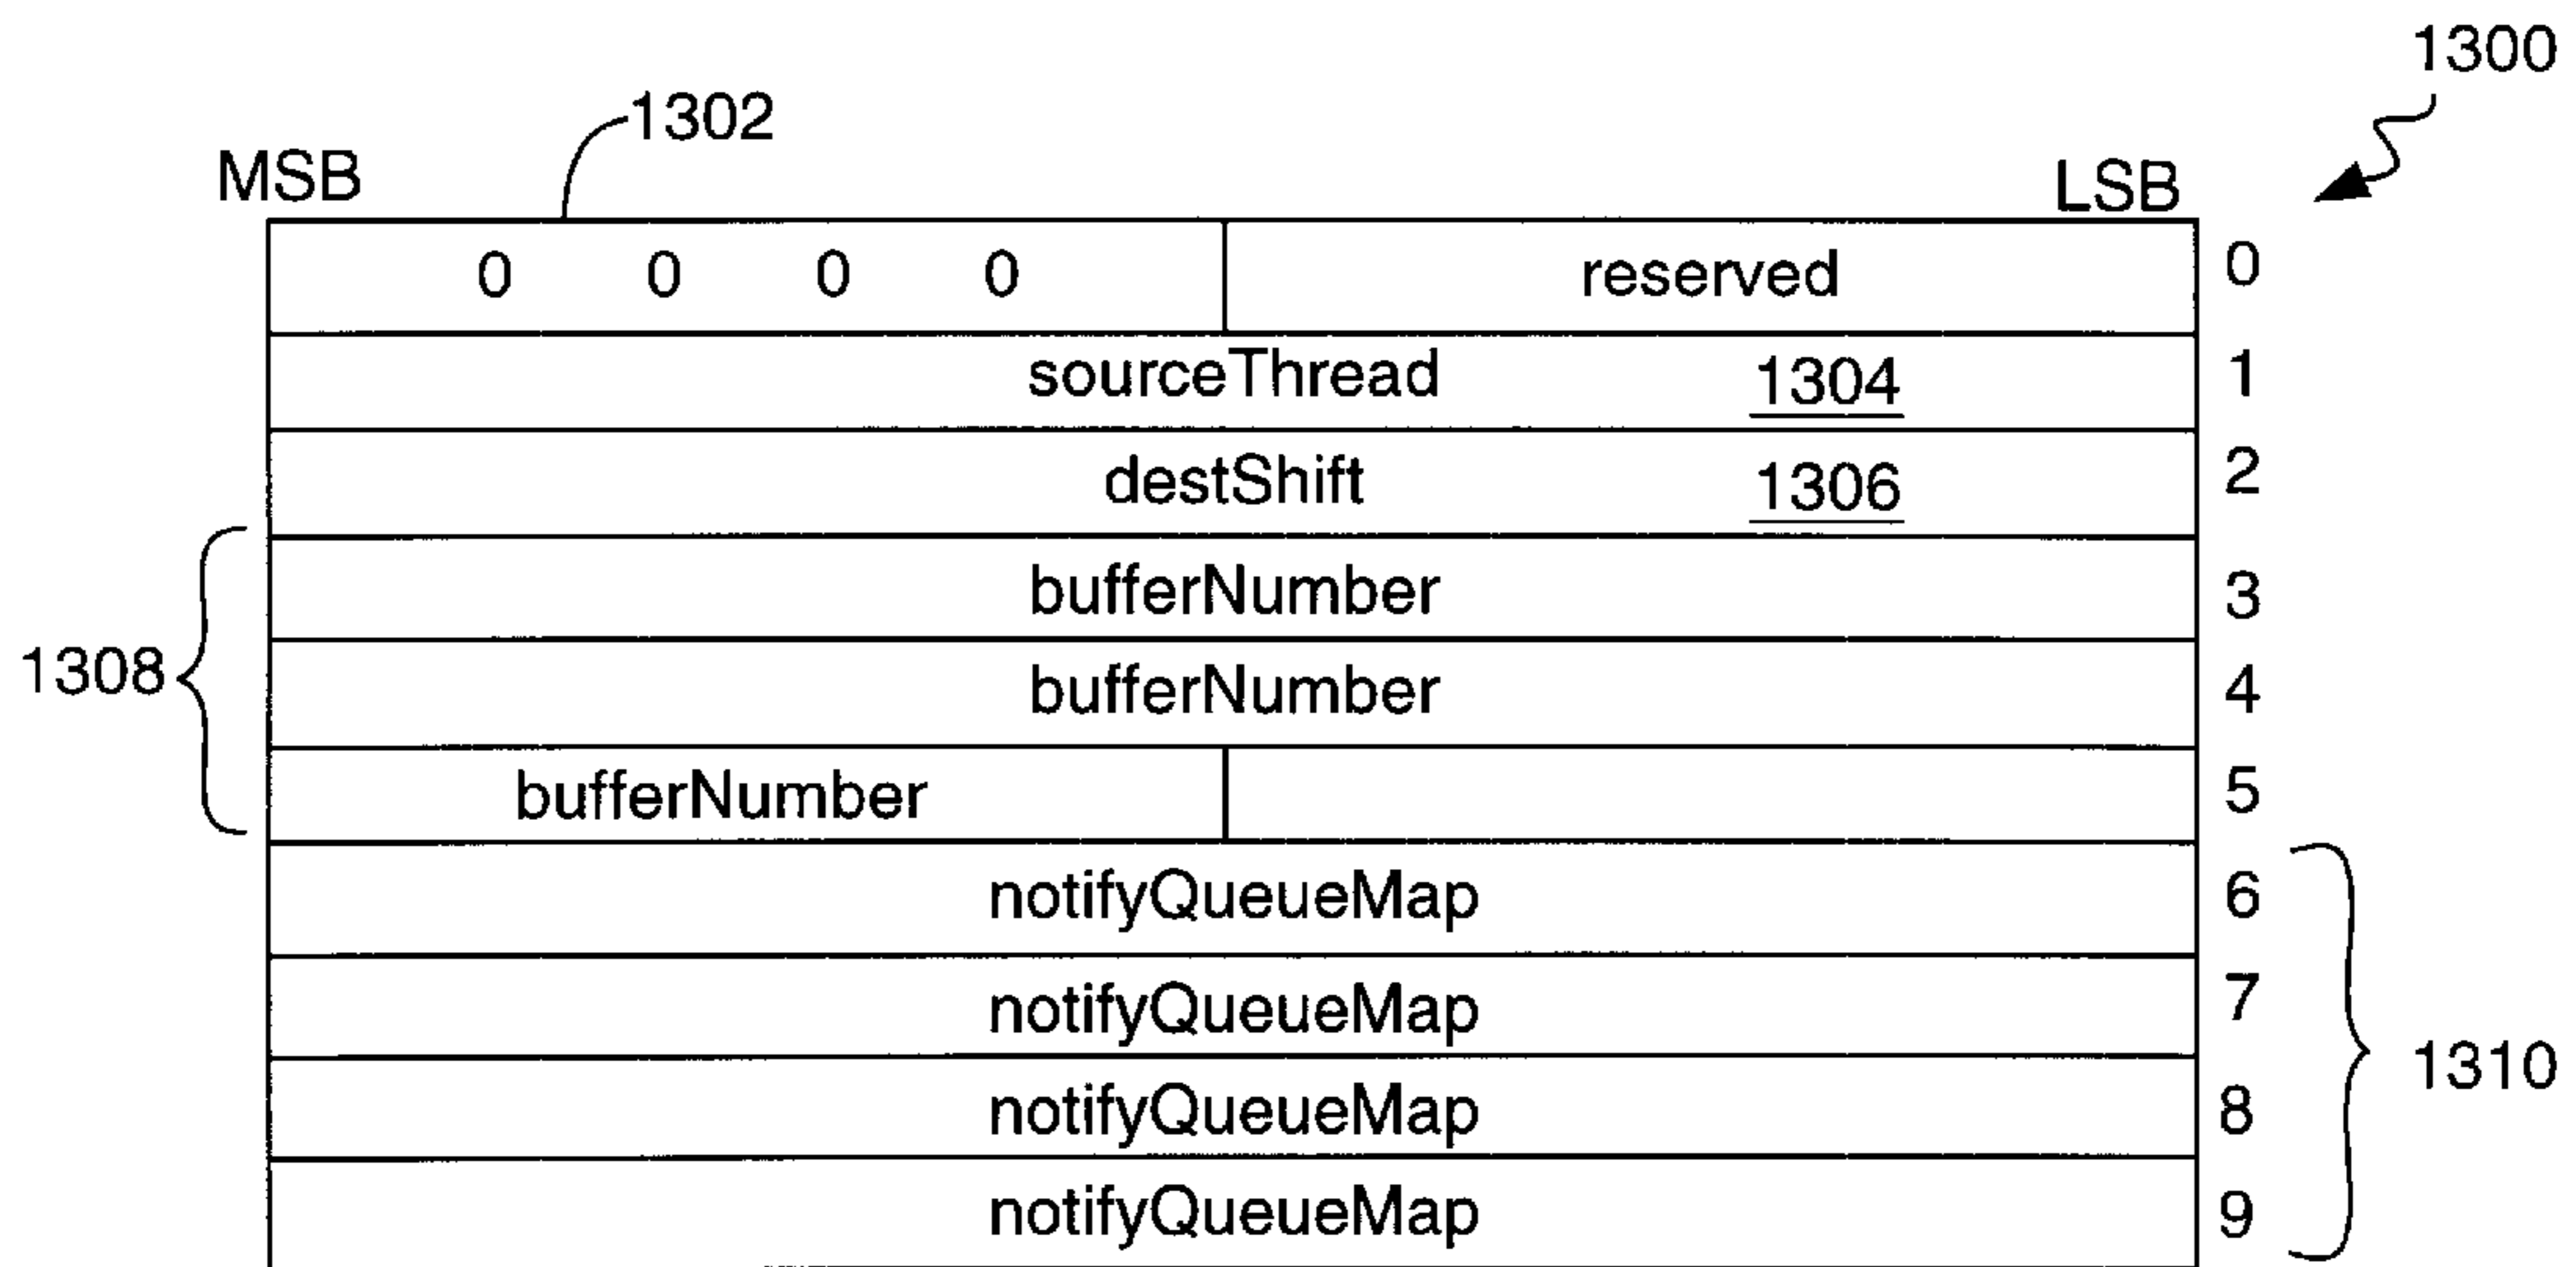 1300
1302
MSB LSB
0 0 0 0 reserved 0
sourceThread 1304 1
destShift 1306 2
bufferNumber 3
1308 bufferNumber 4
bufferNumber 5
notifyQueueMap 6
notifyQueueMap 7
1310
notifyQueueMap 8
notifyQueueMap 9